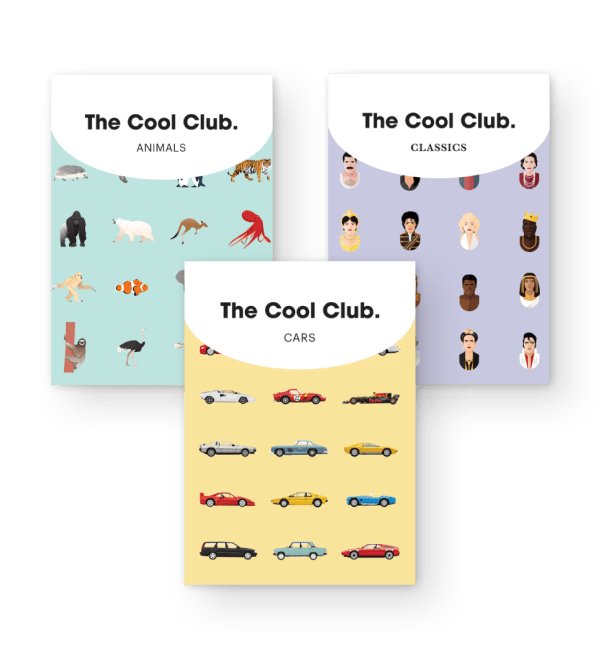 The Cool Club.
ANIMALS
The Cool Club.
CLASSICS
The Cool Club.
CARS